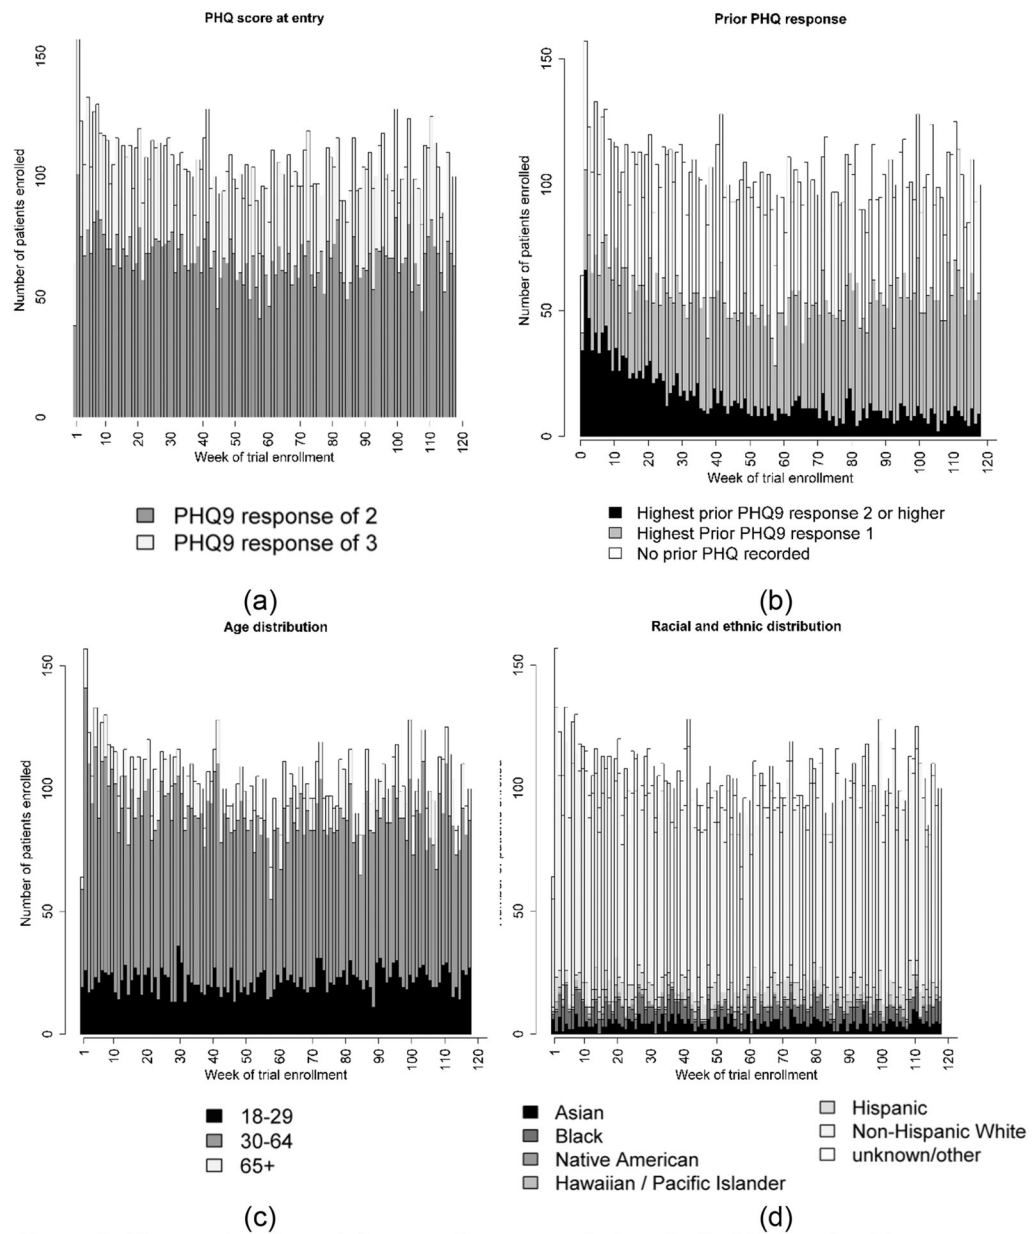 PHQ score at entry
Number of patients enrolled
0
50
100
150
1
10
20
30
40
50
60
70
80
90
100
110
120
Week of trial enrollment
PHQ9 response of 2
PHQ9 response of 3
(a)
Prior PHQ response
Number of patients enrolled
0
50
100
150
0
10
20
30
40
50
60
70
80
90
100
110
120
Week of trial enrollment
Highest prior PHQ9 response 2 or higher
Highest Prior PHQ9 response 1
No prior PHQ recorded
(b)
Age distribution
Number of patients enrolled
0
50
100
150
1
10
20
30
40
50
60
70
80
90
100
110
120
Week of trial enrollment
18-29
30-64
65+
(c)
Racial and ethnic distribution
Number of patients enrolled
0
50
100
150
1
10
20
30
40
50
60
70
80
90
100
110
120
Week of trial enrollment
Asian
Black
Native American
Hawaiian / Pacific Islander
Hispanic
Non-Hispanic White
unknown/other
(d)